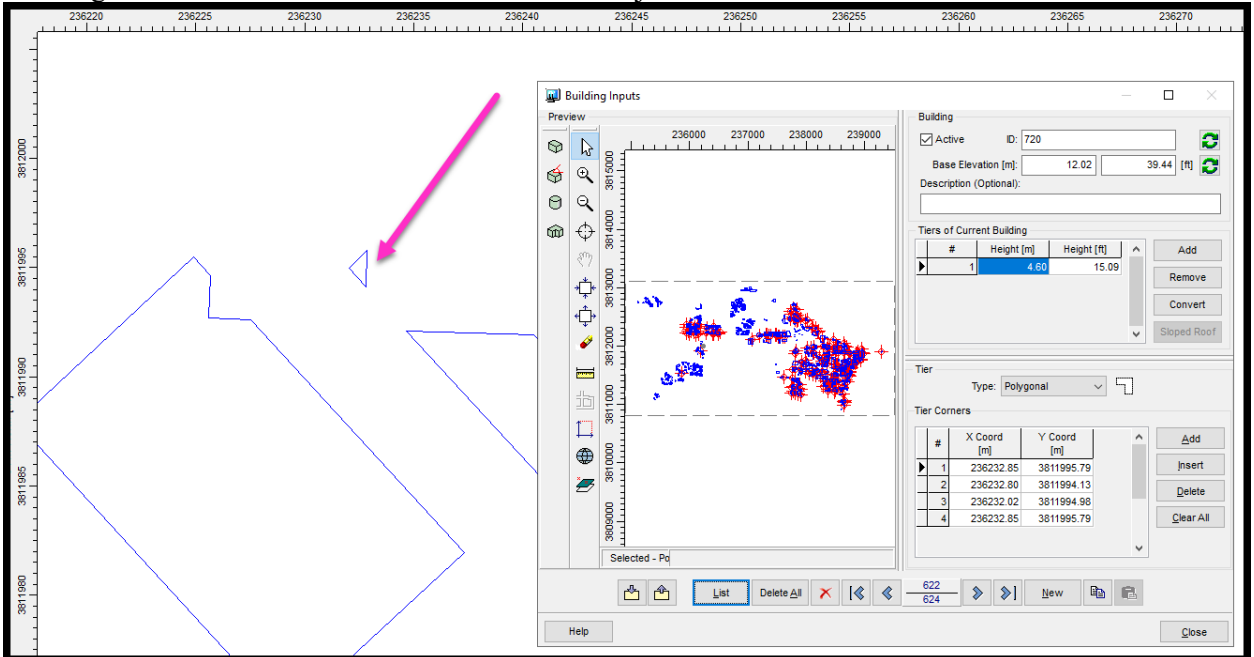 236220 236225 236230 236235 236240 236245 236250 236255 236260 236265 236270
3812000
3811995
3811990
3811985
3811980
Building Inputs
Preview
236000 237000 238000 239000
3815000
3814000
3813000
3812000
3811000
3810000
3809000
Selected - Po
Building
Active ID: 720
Base Elevation [m]: 12.02 39.44 [ft]
Description (Optional):
Tiers of Current Building
# Height [m] Height [ft]
1 4.60 15.09
Add
Remove
Convert
Sloped Roof
Tier
Type: Polygonal
Tier Corners
# X Coord [m] Y Coord [m]
1 236232.85 3811995.79
2 236232.80 3811994.13
3 236232.02 3811994.98
4 236232.85 3811995.79
Add
Insert
Delete
Clear All
List Delete All 622 New
624
Help Close